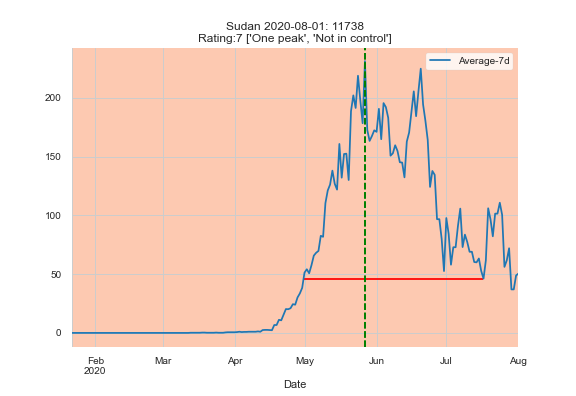 Sudan 2020-08-01: 11738
Rating:7 ['One peak', 'Not in control']
Average-7d
200
150
100
50
0
Feb Mar Apr May Jun Jul Aug
2020
Date